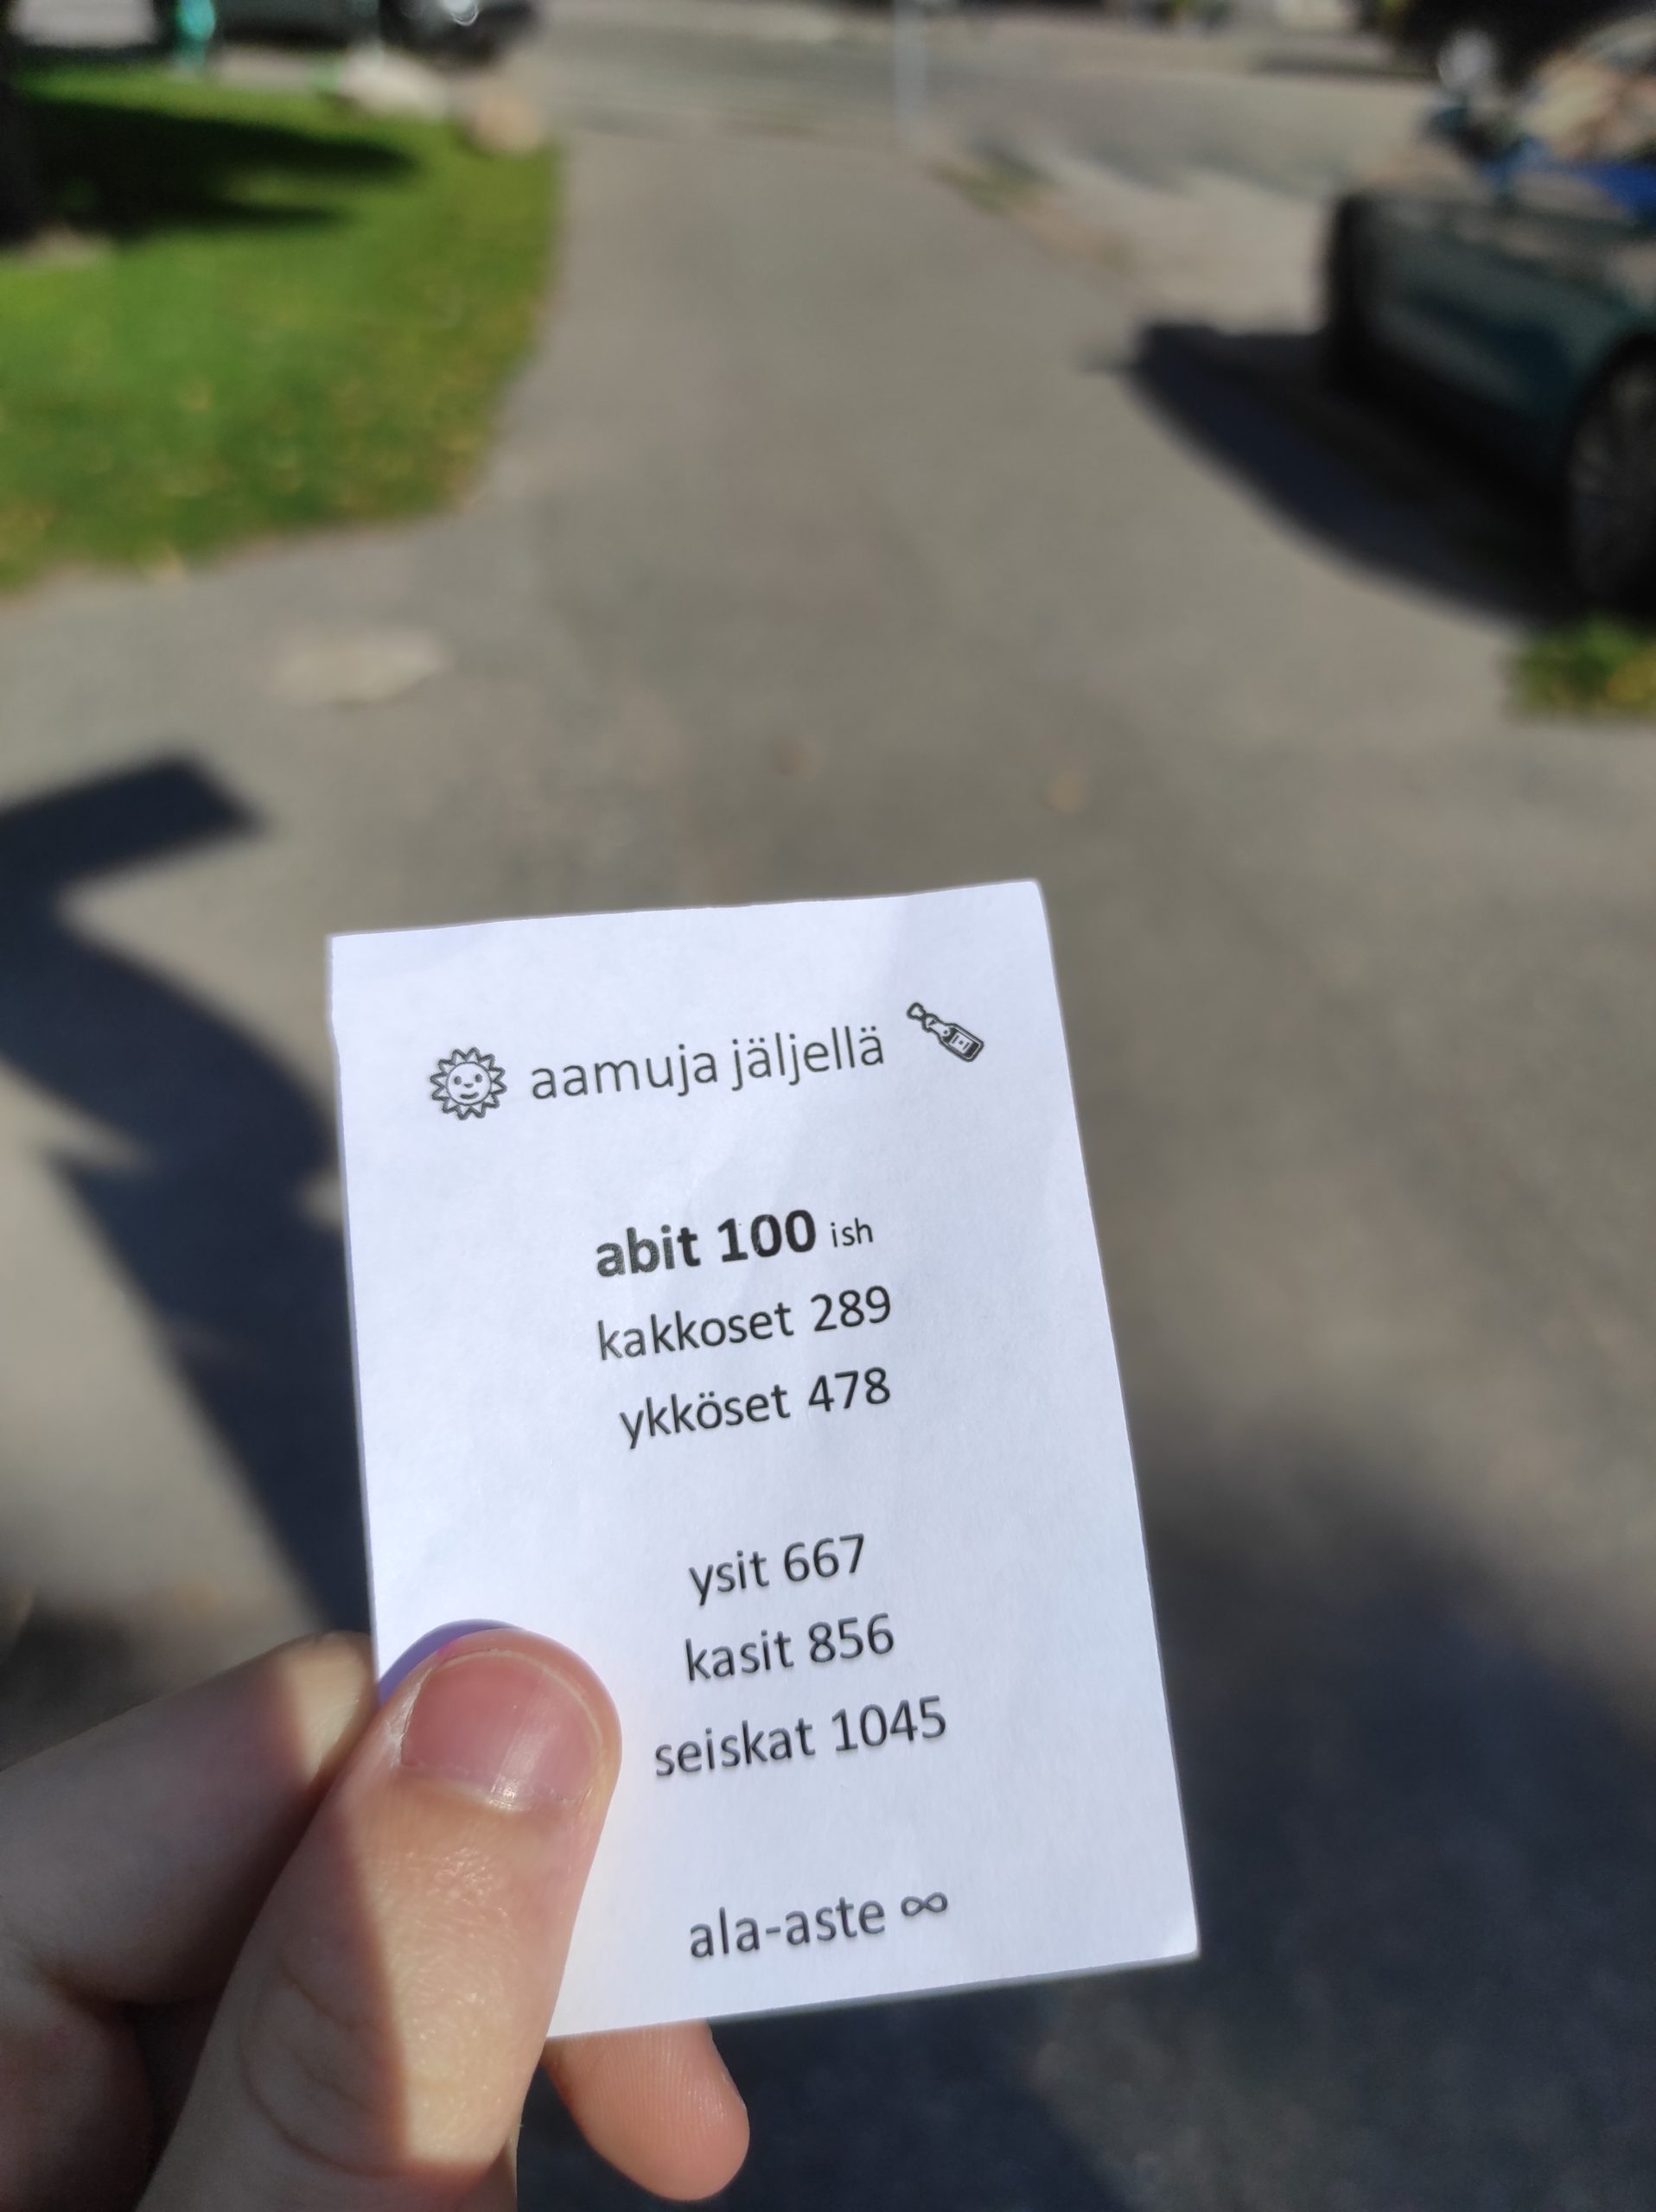 aamuja jäljellä
abit 100 ish
kakkoset 289
ykköset 478
ysit 667
kasit 856
seiskat 1045
ala-aste ∞